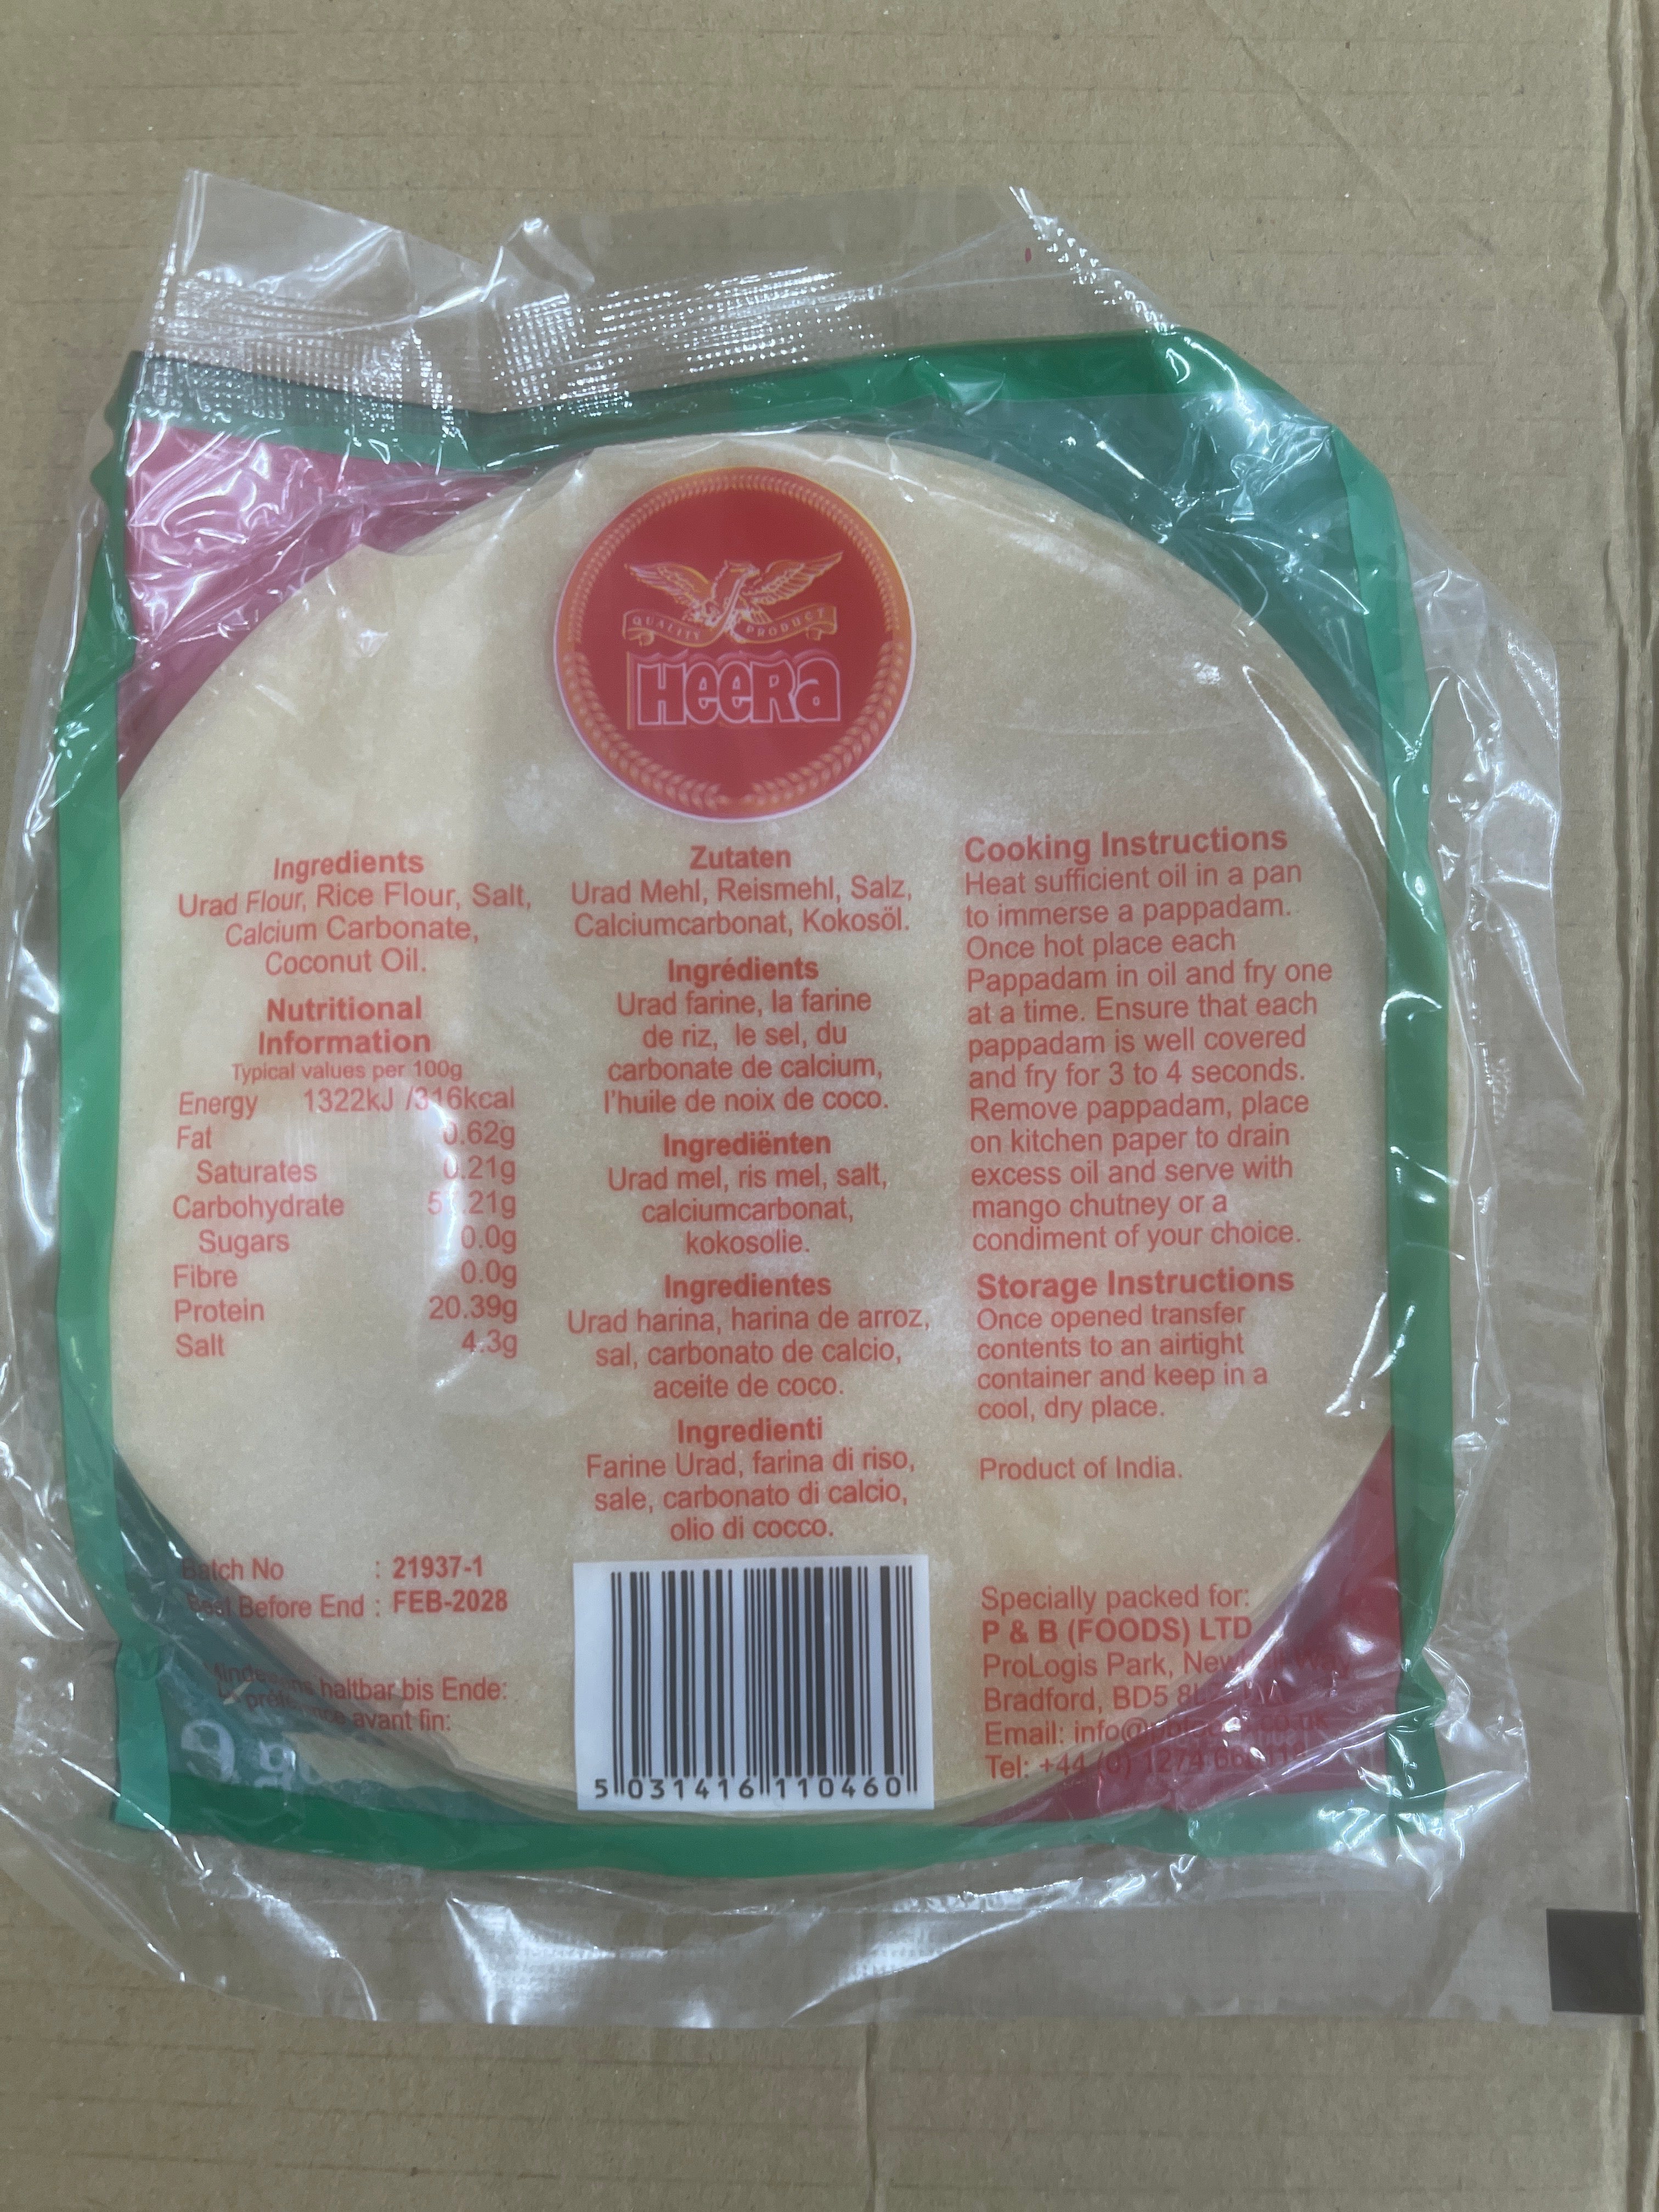 QUALITY PRODUCT
HEERa
Ingredients
Urad Flour, Rice Flour, Salt,
Calcium Carbonate,
Coconut Oil.
Nutritional
Information
Typical values per 100g
Energy 1322kJ /316kcal
Fat 0.62g
Saturates 0.21g
Carbohydrate
Sugars 0.0g
Fibre 0.0g
Protein 20.39g
Salt 4.3g
Batch No : 21937-1
Best Before End : FEB-2028
Mindestens haltbar bis Ende:
avant fin:
Zutaten
Urad Mehl, Reismehl, Salz,
Calciumcarbonat, Kokosöl.
Ingrédients
Urad farine, la farine
de riz, le sel, du
carbonate de calcium,
l'huile de noix de coco.
Ingrediënten
Urad mel, ris mel, salt,
calciumcarbonat,
kokosolie.
Ingredientes
Urad harina, harina de arroz,
sal, carbonato de calcio,
aceite de coco.
Ingredienti
Farine Urad, farina di riso,
sale, carbonato di calcio,
olio di cocco.
5 031416 110460
Cooking Instructions
Heat sufficient oil in a pan
to immerse a pappadam.
Once hot place each
Pappadam in oil and fry one
at a time. Ensure that each
pappadam is well covered
and fry for 3 to 4 seconds.
Remove pappadam, place
on kitchen paper to drain
excess oil and serve with
mango chutney or a
condiment of your choice.
Storage Instructions
Once opened transfer
contents to an airtight
container and keep in a
cool, dry place.
Product of India.
Specially packed for:
P & B (FOODS) LTD
ProLogis Park,
Bradford, BD5
Email:
Tel: +44 (0) 1274